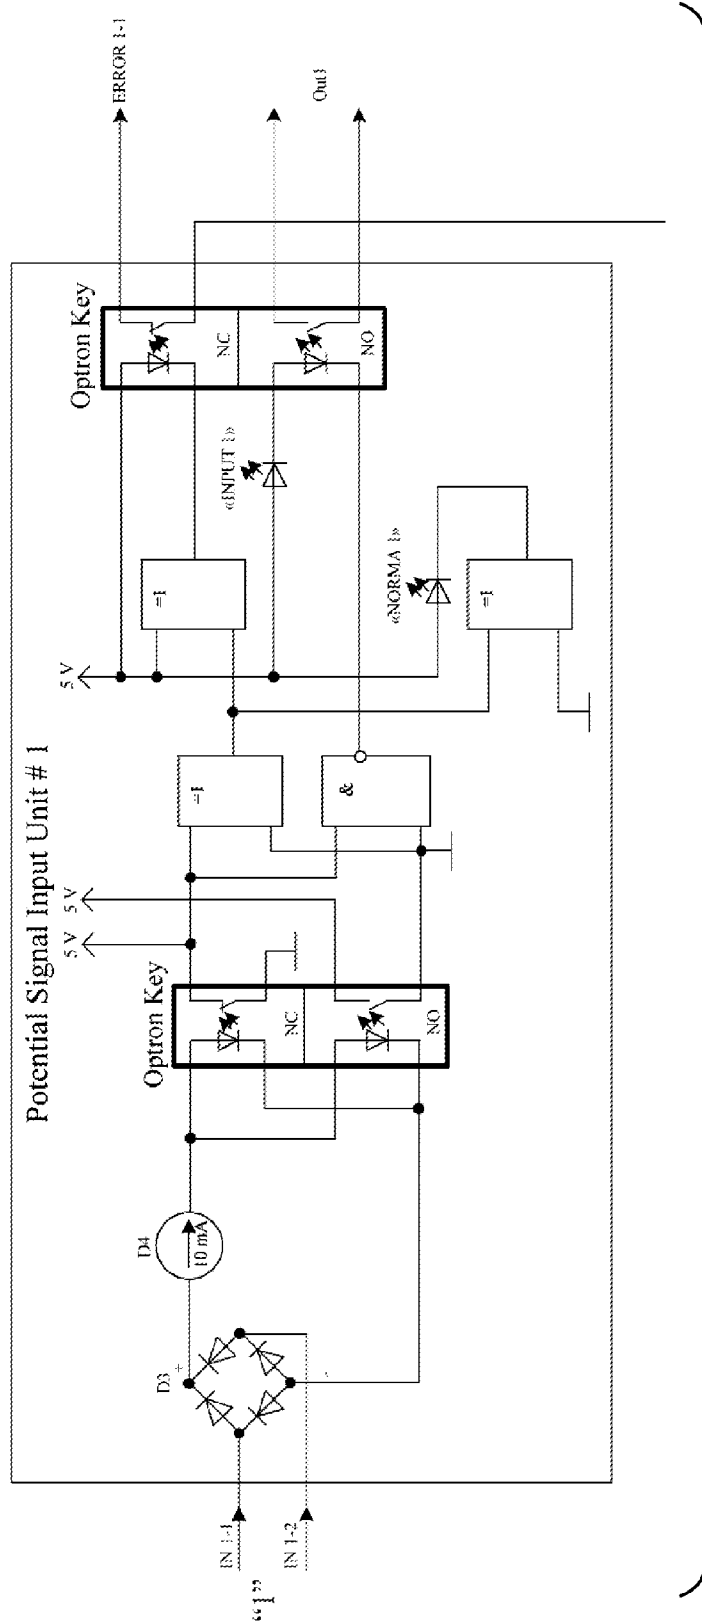 Potential Signal Input Unit # 1
"1"
IN 1-1
IN 1-2
D3
+
-
D4
10 mA
Optron Key
NC
NO
5 V
5 V
=1
&
5 V
=1
«INPUT 1»
«NORMA 1»
=1
Optron Key
NC
NO
ERROR 1-1
Out1